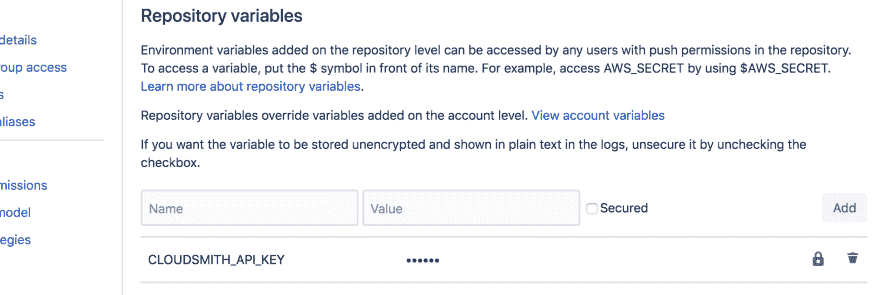 Repository variables
details
Environment variables added on the repository level can be accessed by any users with push permissions in the repository.
roup access
To access a variable, put the $ symbol in front of its name. For example, access AWS_SECRET by using $AWS_SECRET.
s
Learn more about repository variables.
aliases
Repository variables override variables added on the account level. View account variables
If you want the variable to be stored unencrypted and shown in plain text in the logs, unsecure it by unchecking the
checkbox.
missions
model
Name Value Secured Add
egies
CLOUDSMITH_API_KEY ••••••